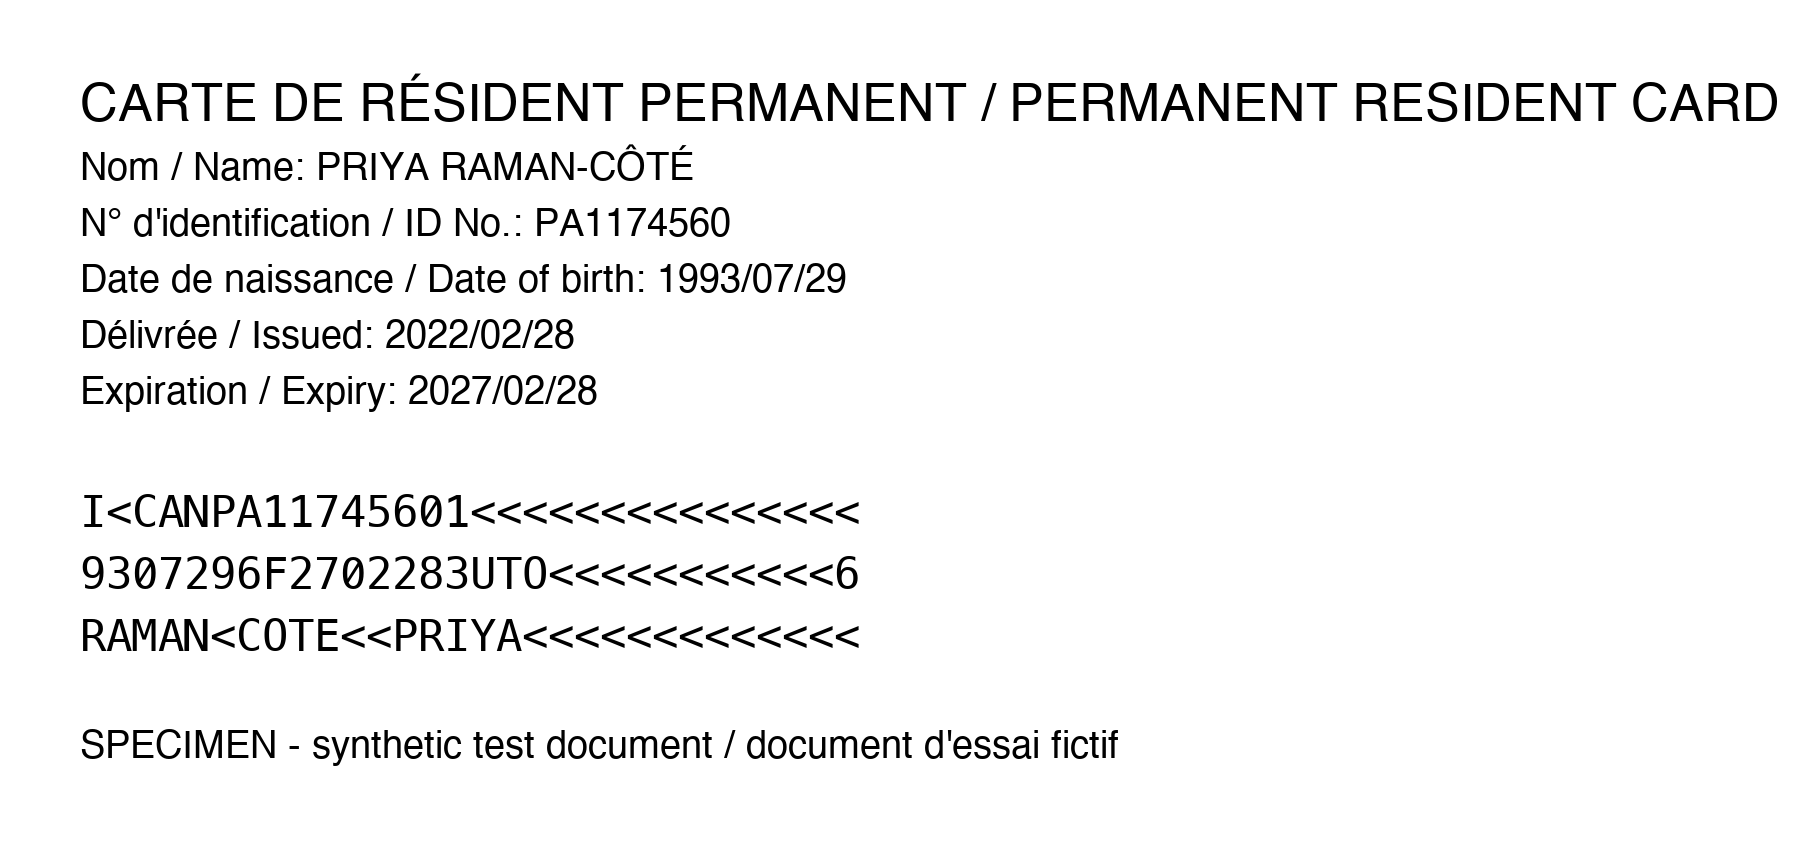 CARTE DE RÉSIDENT PERMANENT / PERMANENT RESIDENT CARD
Nom / Name: PRIYA RAMAN-CÔTÉ
N° d'identification / ID No.: PA1174560
Date de naissance / Date of birth: 1993/07/29
Délivrée / Issued: 2022/02/28
Expiration / Expiry: 2027/02/28
I<CANPA11745601<<<<<<<<<<<<<<<
9307296F2702283UTO<<<<<<<<<<<6
RAMAN<COTE<<PRIYA<<<<<<<<<<<<<
SPECIMEN - synthetic test document / document d'essai fictif